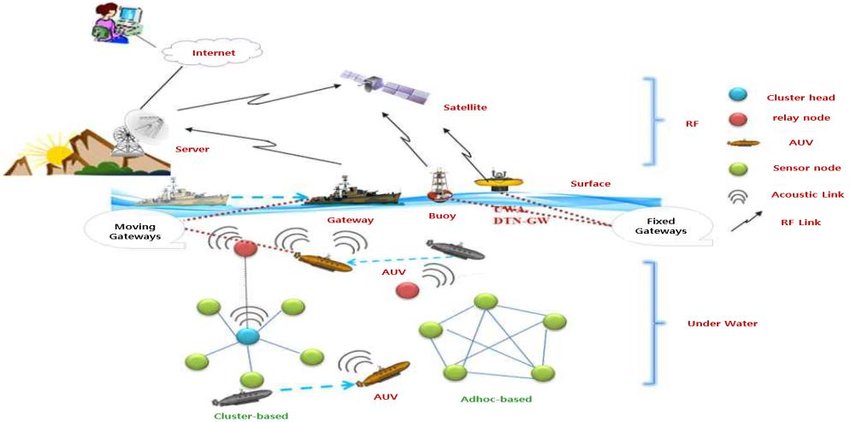 Internet
Satellite
Server
RF
Cluster head
relay node
AUV
Sensor node
Acoustic Link
RF Link
Surface
Moving
Gateways
Gateway
Buoy
DTN-GW
Fixed
Gateways
AUV
Under Water
AUV
Adhoc-based
Cluster-based